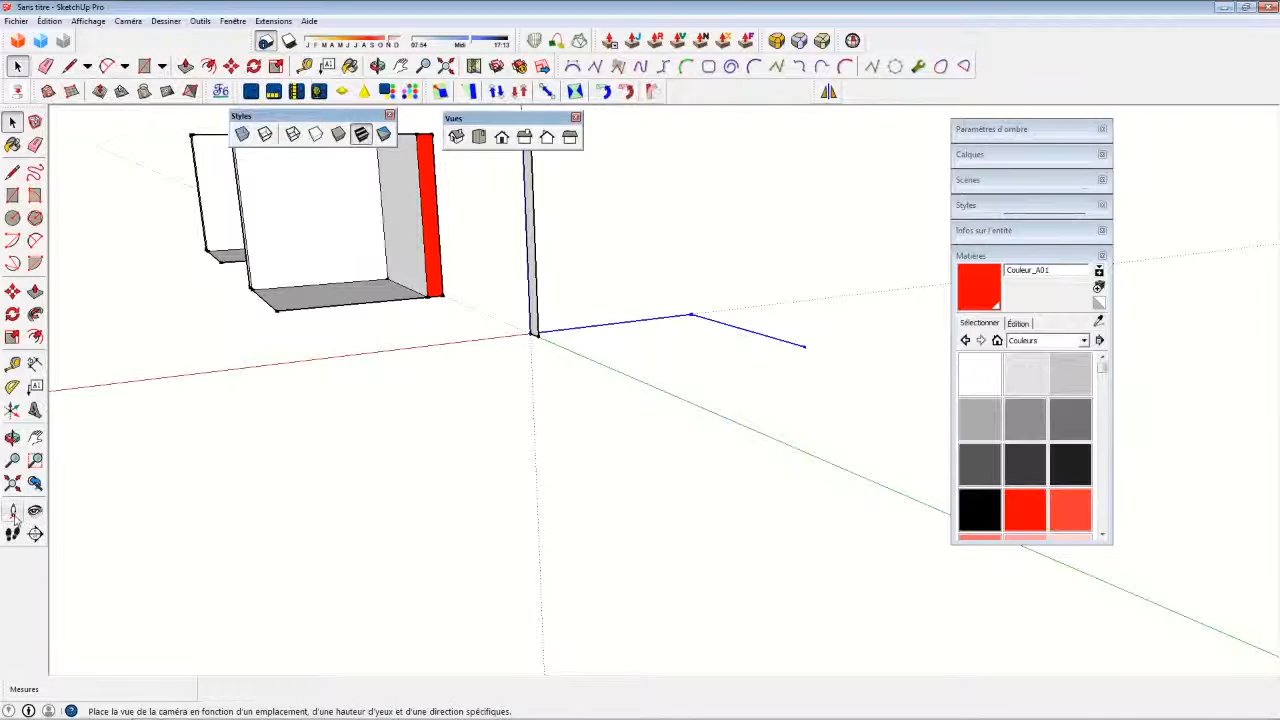 Sans titre - SketchUp Pro
Fichier Édition Affichage Caméra Dessiner Outils Fenêtre Extensions Aide
J F M A M J J A S O N D 07:54 Midi 17:13
Styles
Vues
Paramètres d'ombre
Calques
Scènes
Styles
Infos sur l'entité
Matières
Couleur_A01
Sélectionner Édition
Couleurs
Mesures
Place la vue de la caméra en fonction d'un emplacement, d'une hauteur d'yeux et d'une direction spécifiques.